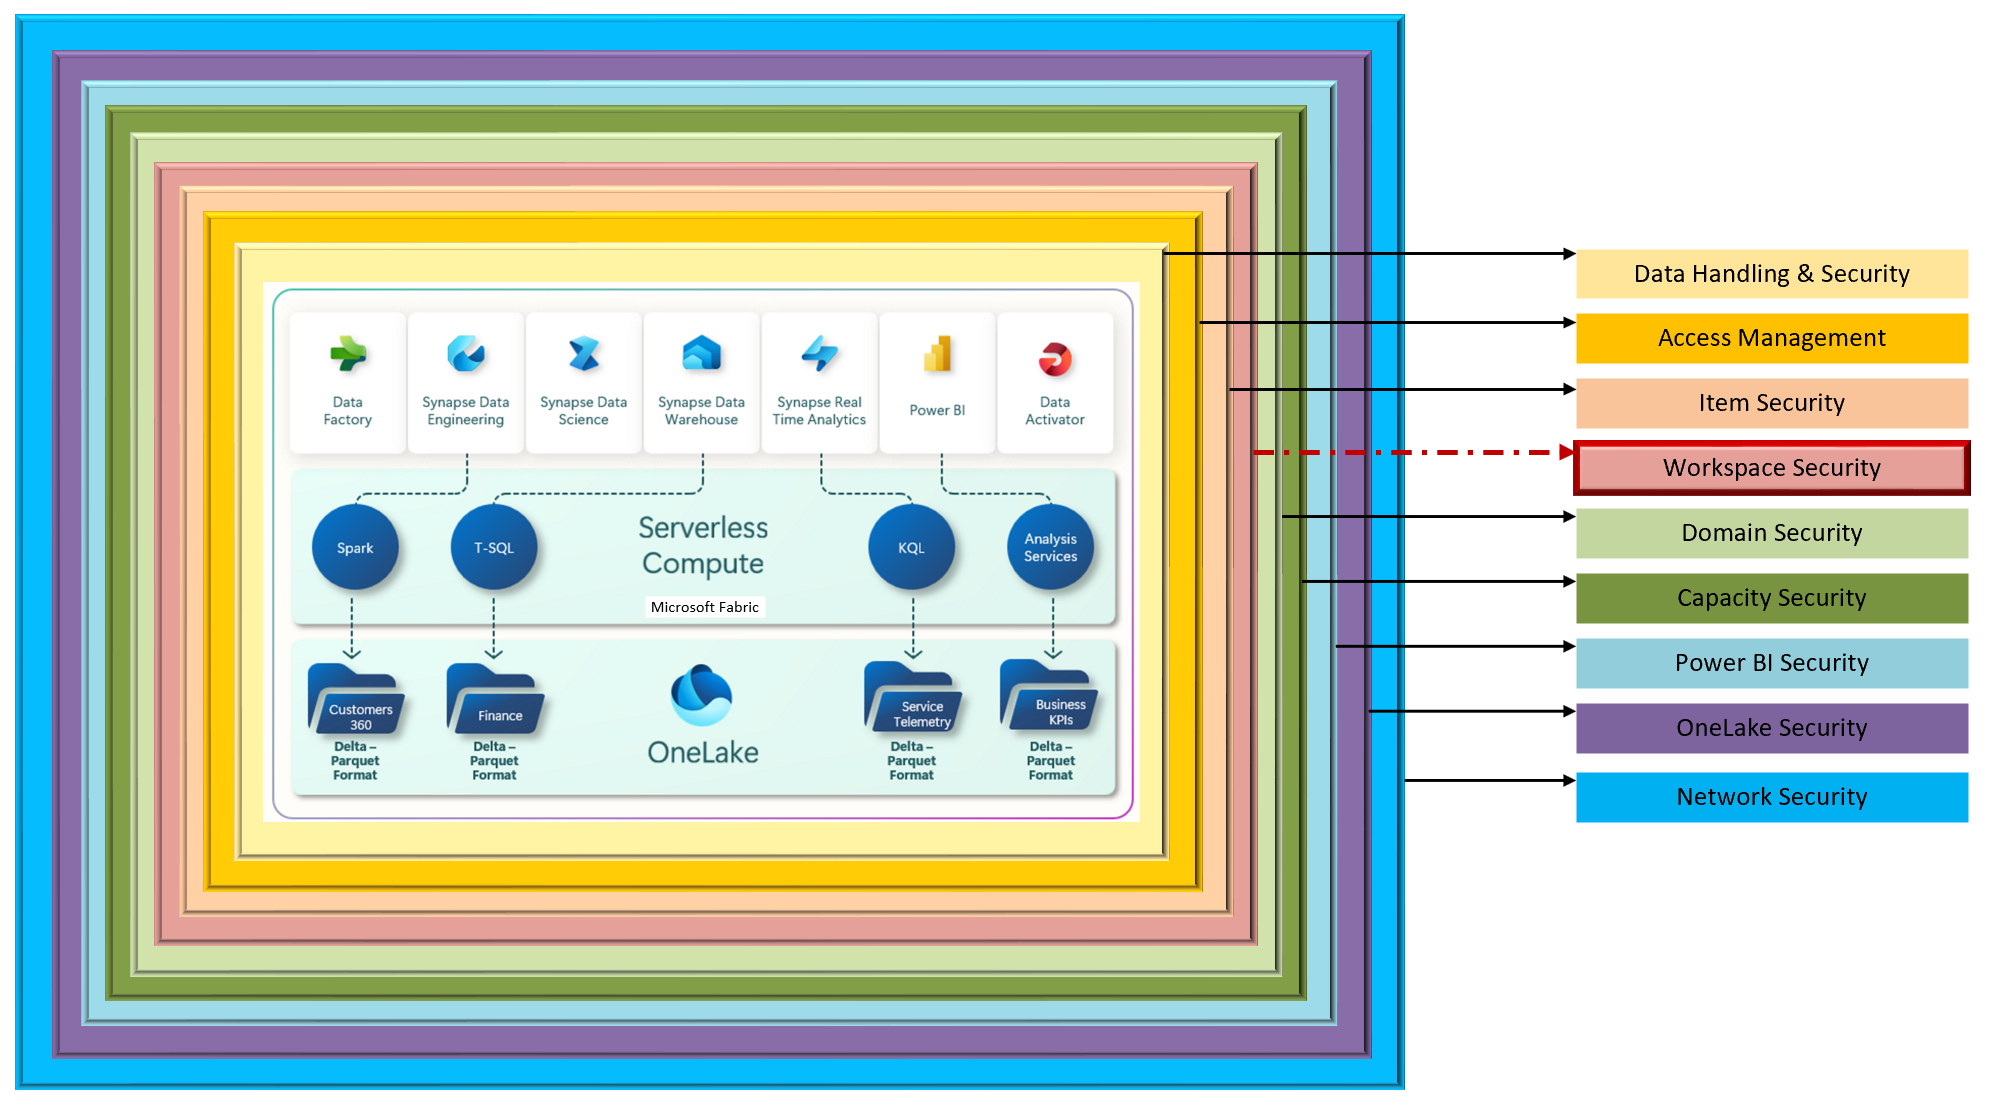 Data
Factory
Synapse Data
Engineering
Synapse Data
Science
Synapse Data
Warehouse
Synapse Real
Time Analytics
Power BI
Data
Activator
Spark
T-SQL
Serverless
Compute
Microsoft Fabric
KQL
Analysis
Services
Customers
360
Delta –
Parquet
Format
Finance
Delta –
Parquet
Format
OneLake
Service
Telemetry
Delta –
Parquet
Format
Business
KPIs
Delta –
Parquet
Format
Data Handling & Security
Access Management
Item Security
Workspace Security
Domain Security
Capacity Security
Power BI Security
OneLake Security
Network Security